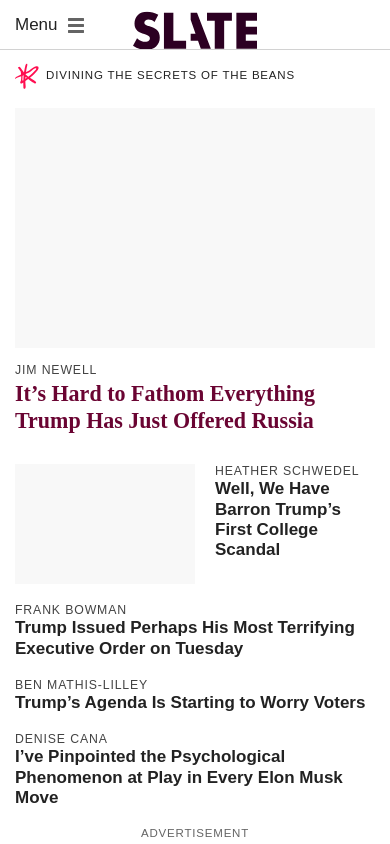 Menu
SLATE
DIVINING THE SECRETS OF THE BEANS
JIM NEWELL
It’s Hard to Fathom Everything
Trump Has Just Offered Russia
HEATHER SCHWEDEL
Well, We Have
Barron Trump’s
First College
Scandal
FRANK BOWMAN
Trump Issued Perhaps His Most Terrifying
Executive Order on Tuesday
BEN MATHIS-LILLEY
Trump’s Agenda Is Starting to Worry Voters
DENISE CANA
I’ve Pinpointed the Psychological
Phenomenon at Play in Every Elon Musk
Move
ADVERTISEMENT